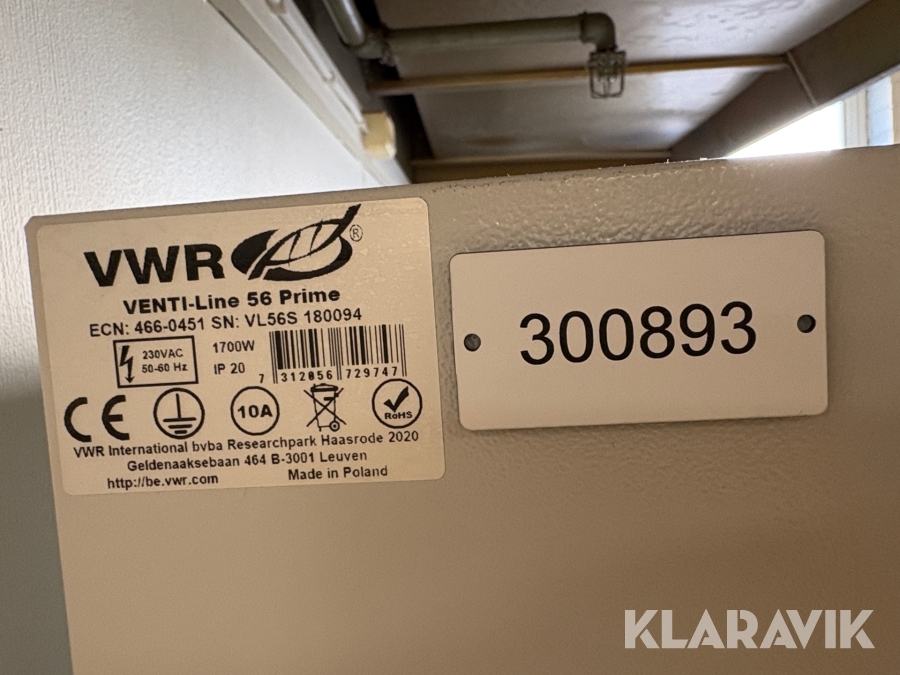 VWR ®
VENTI-Line 56 Prime
ECN: 466-0451 SN: VL56S 180094
230VAC
50-60 Hz
1700W
IP 20
7 312856 729747
CE
10A
RoHS
VWR International bvba Researchpark Haasrode 2020
Geldenaaksebaan 464 B-3001 Leuven
http://be.vwr.com
Made in Poland
300893
KLARAVIK